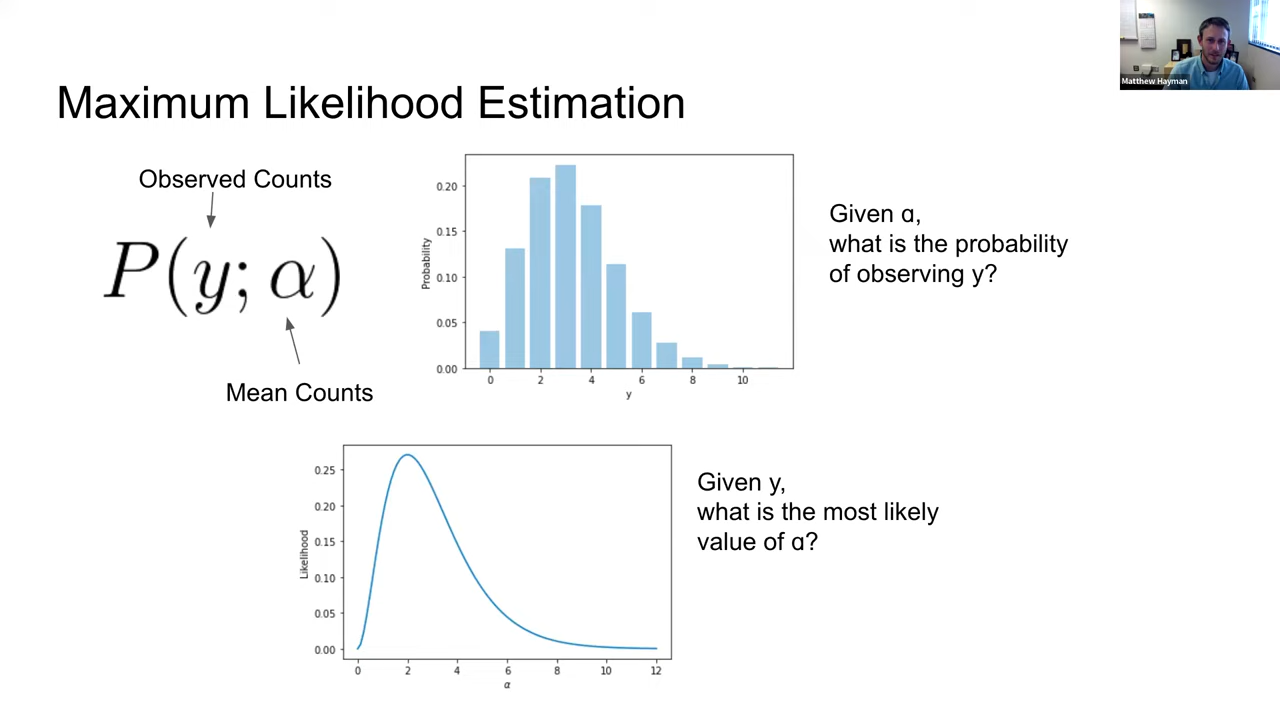 Matthew Hayman
Maximum Likelihood Estimation
Observed Counts
P(y; α)
Mean Counts
0.20
0.15
0.10
0.05
0.00
Probability
0 2 4 6 8 10
y
Given α,
what is the probability
of observing y?
0.25
0.20
0.15
0.10
0.05
0.00
Likelihood
0 2 4 6 8 10 12
α
Given y,
what is the most likely
value of α?